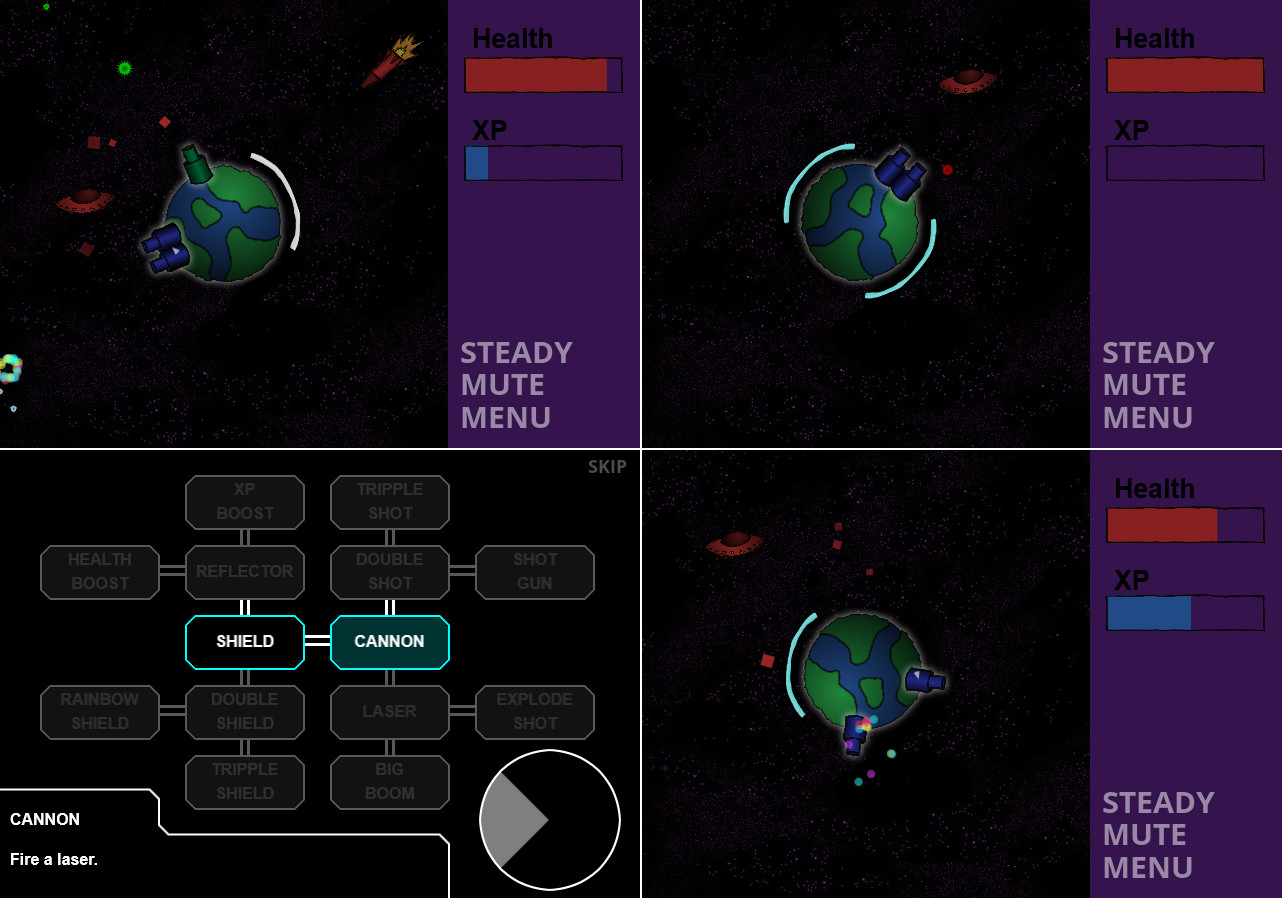 Health
XP
STEADY
MUTE
MENU
Health
XP
STEADY
MUTE
MENU
SKIP
XP
BOOST
TRIPPLE
SHOT
HEALTH
BOOST
REFLECTOR
DOUBLE
SHOT
SHOT
GUN
SHIELD
CANNON
RAINBOW
SHIELD
DOUBLE
SHIELD
LASER
EXPLODE
SHOT
TRIPPLE
SHIELD
BIG
BOOM
CANNON
Fire a laser.
Health
XP
STEADY
MUTE
MENU